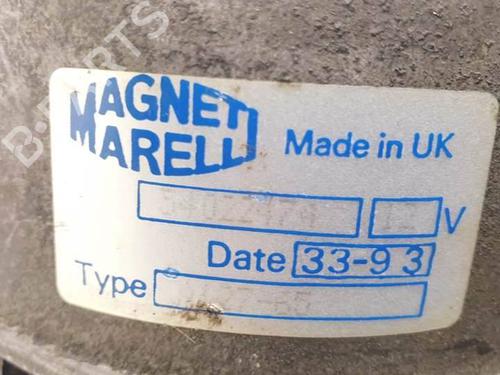 MAGNETI
MARELLI
Made in UK
V
Date 33-93
Type